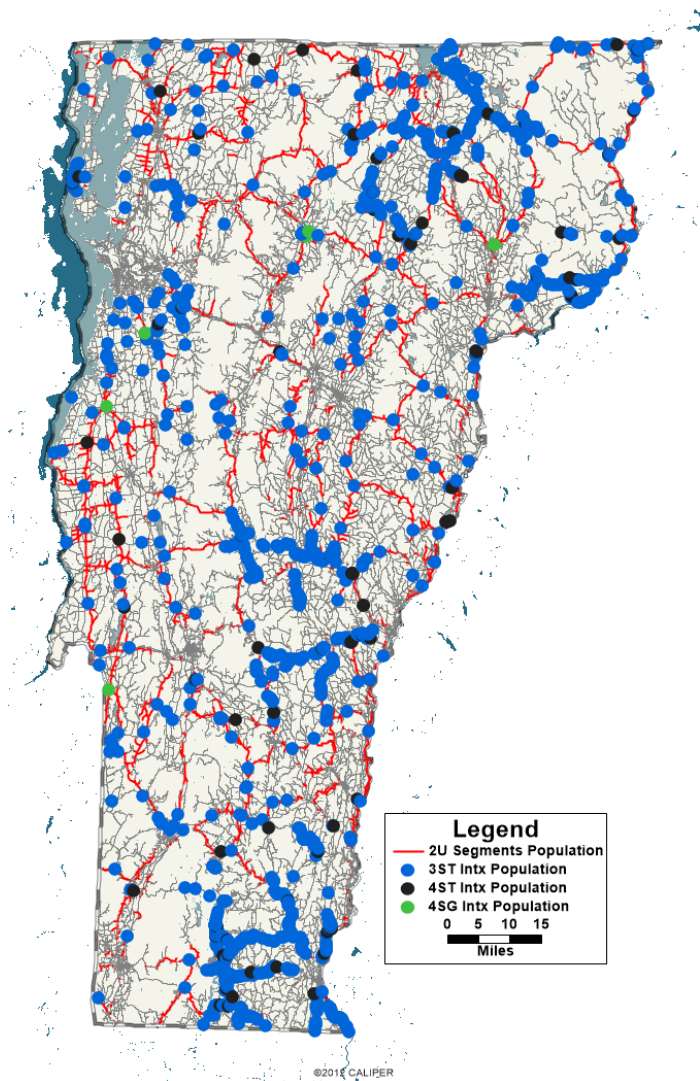 Legend
2U Segments Population
3ST Intx Population
4ST Intx Population
4SG Intx Population
0 5 10 15
Miles
©2012 CALIPER